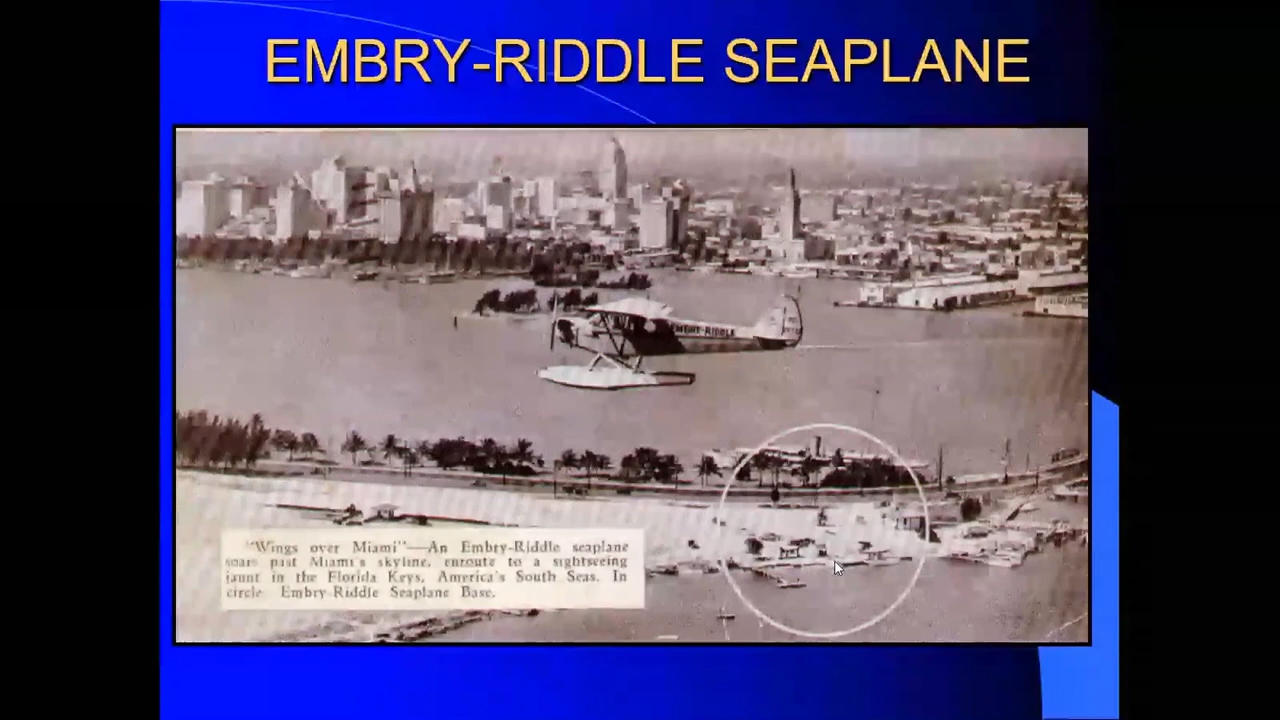 EMBRY-RIDDLE SEAPLANE
EMBRY-RIDDLE
"Wings over Miami"—An Embry-Riddle seaplane
soars past Miami's skyline, enroute to a sightseeing
jaunt in the Florida Keys, America's South Seas. In
circle Embry-Riddle Seaplane Base.